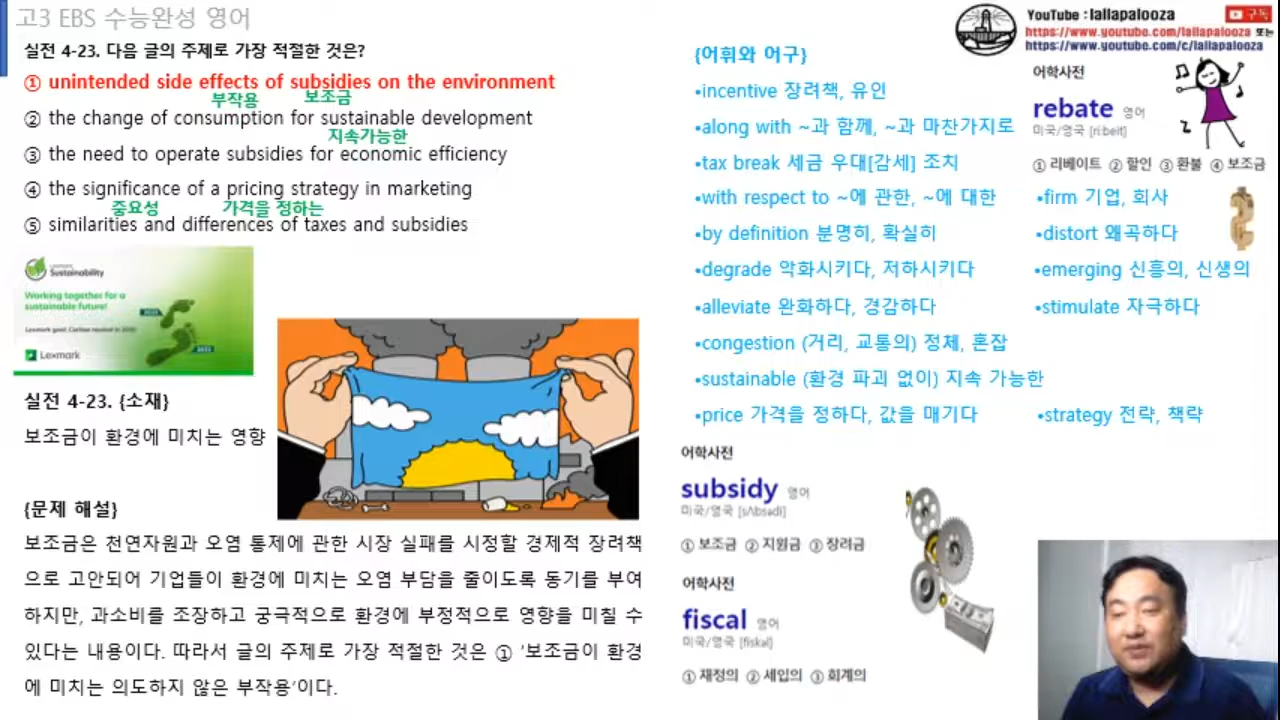 고3 EBS 수능완성 영어
실전 4-23. 다음 글의 주제로 가장 적절한 것은?
① unintended side effects of subsidies on the environment
부작용 보조금
② the change of consumption for sustainable development
지속가능한
③ the need to operate subsidies for economic efficiency
④ the significance of a pricing strategy in marketing
중요성 가격을 정하는
⑤ similarities and differences of taxes and subsidies
Lexmark
Sustainability
Working together for a
sustainable future!
Lexmark
실전 4-23. {소재}
보조금이 환경에 미치는 영향
{문제 해설}
보조금은 천연자원과 오염 통제에 관한 시장 실패를 시정할 경제적 장려책
으로 고안되어 기업들이 환경에 미치는 오염 부담을 줄이도록 동기를 부여
하지만, 과소비를 조장하고 궁극적으로 환경에 부정적으로 영향을 미칠 수
있다는 내용이다. 따라서 글의 주제로 가장 적절한 것은 ① ‘보조금이 환경
에 미치는 의도하지 않은 부작용’이다.
YouTube : lallapalooza
구독
https://www.youtube.com/lallapalooza 또는
https://www.youtube.com/c/lallapalooza
{어휘와 어구}
•incentive 장려책, 유인
•along with ~과 함께, ~과 마찬가지로
•tax break 세금 우대[감세] 조치
•with respect to ~에 관한, ~에 대한
•firm 기업, 회사
•by definition 분명히, 확실히
•distort 왜곡하다
•degrade 악화시키다, 저하시키다
•emerging 신흥의, 신생의
•alleviate 완화하다, 경감하다
•stimulate 자극하다
•congestion (거리, 교통의) 정체, 혼잡
•sustainable (환경 파괴 없이) 지속 가능한
•price 가격을 정하다, 값을 매기다
•strategy 전략, 책략
어학사전
rebate 영어
미국/영국 [ri:beit]
① 리베이트 ② 할인 ③ 환불 ④ 보조금
어학사전
subsidy 영어
미국/영국 [sʌbsədi]
① 보조금 ② 지원금 ③ 장려금
어학사전
fiscal 영어
미국/영국 [fiskəl]
① 재정의 ② 세입의 ③ 회계의